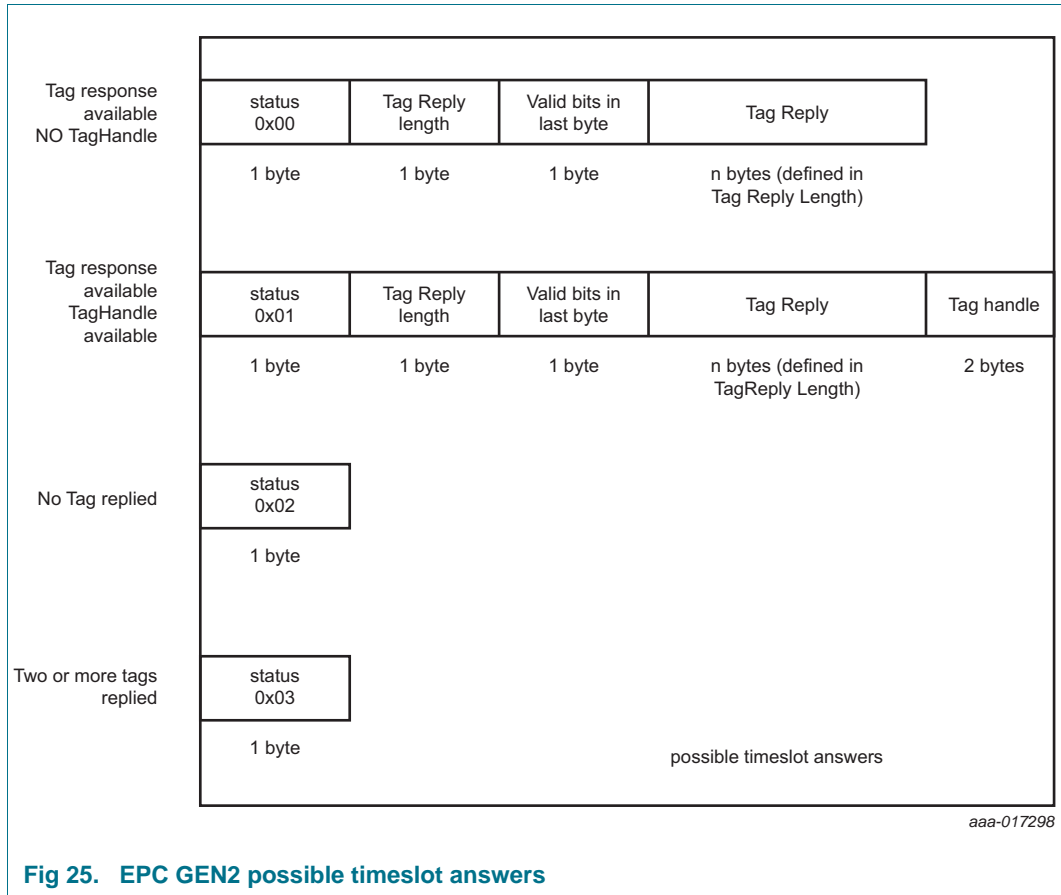 Tag response
available
NO TagHandle
status
0x00
Tag Reply
length
Valid bits in
last byte
Tag Reply
1 byte
1 byte
1 byte
n bytes (defined in
Tag Reply Length)
Tag response
available
TagHandle
available
status
0x01
Tag Reply
length
Valid bits in
last byte
Tag Reply
Tag handle
1 byte
1 byte
1 byte
n bytes (defined in
TagReply Length)
2 bytes
No Tag replied
status
0x02
1 byte
Two or more tags
replied
status
0x03
1 byte
possible timeslot answers
aaa-017298
Fig 25. EPC GEN2 possible timeslot answers